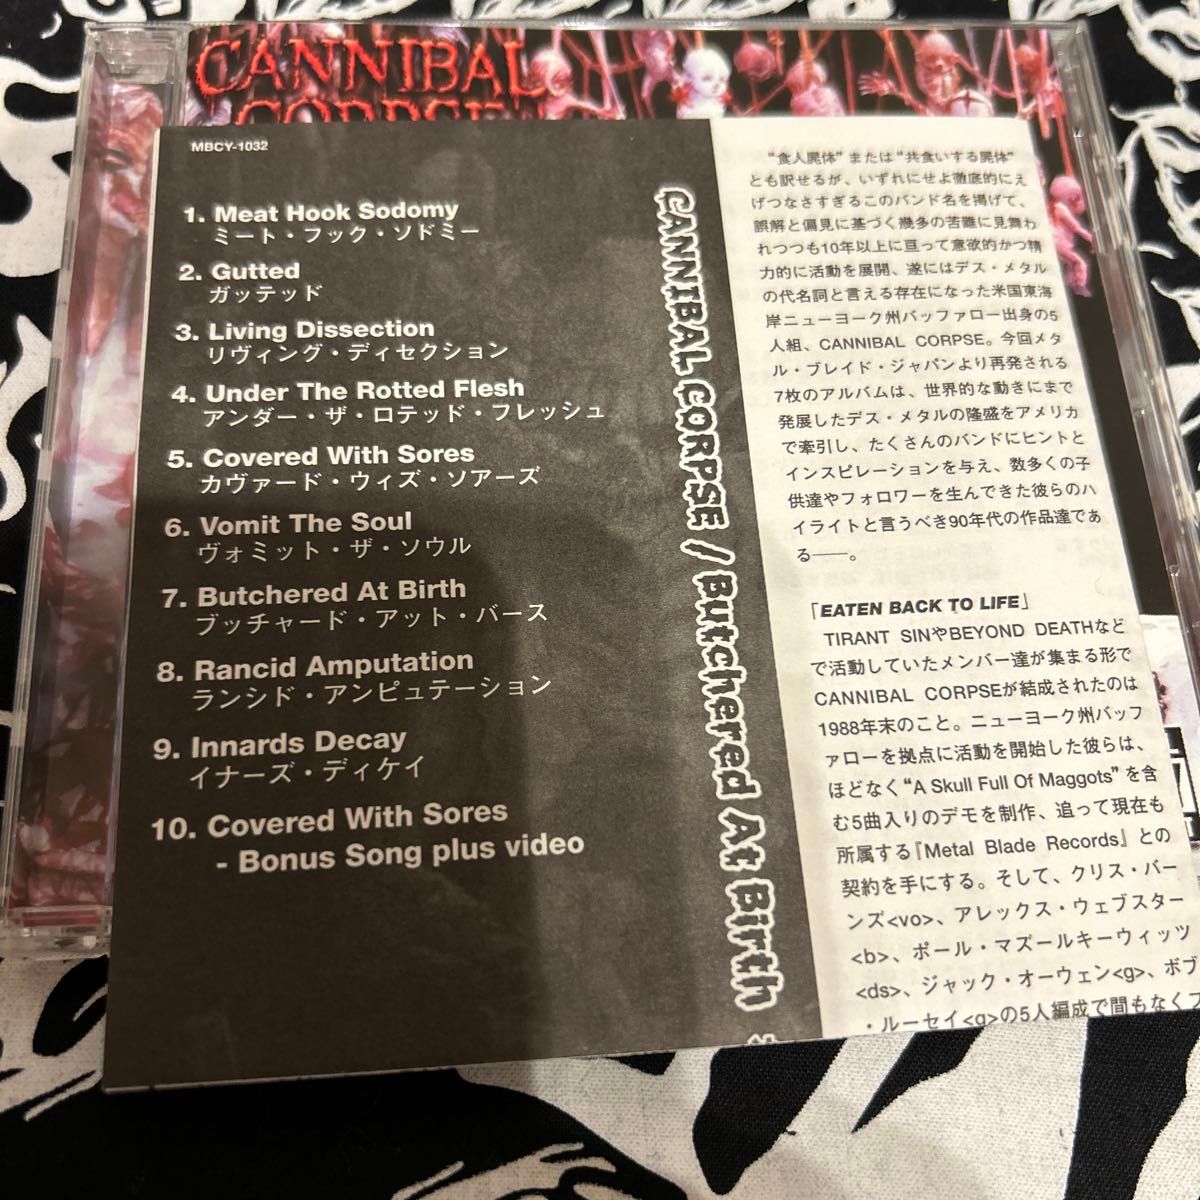 CANNIBAL
CORPSE
MBCY-1032
1. Meat Hook Sodomy
ミート・フック・ソドミー
2. Gutted
ガッテッド
3. Living Dissection
リヴィング・ディセクション
4. Under The Rotted Flesh
アンダー・ザ・ロテッド・フレッシュ
5. Covered With Sores
カヴァード・ウィズ・ソアーズ
6. Vomit The Soul
ヴォミット・ザ・ソウル
7. Butchered At Birth
ブッチャード・アット・バース
8. Rancid Amputation
ランシド・アンピュテーション
9. Innards Decay
イナーズ・ディケイ
10. Covered With Sores
- Bonus Song plus video
CANNIBAL CORPSE / Butchered At Birth
“食人屍体”または“共食いする屍体”
とも訳せるが、いずれにせよ徹底的にえ
げつなさすぎるこのバンド名を掲げて、
誤解と偏見に基づく幾多の苦難に見舞わ
れつつも10年以上に亘って意欲的かつ精
力的に活動を展開、遂にはデス・メタル
の代名詞と言える存在になった米国東海
岸ニューヨーク州バッファロー出身の5
人組、CANNIBAL CORPSE。今回メタ
ル・ブレイド・ジャパンより再発される
7枚のアルバムは、世界的な動きにまで
発展したデス・メタルの隆盛をアメリカ
で牽引し、たくさんのバンドにヒントと
インスピレーションを与え、数多くの子
供達やフォロワーを生んできた彼らのハ
イライトと言うべき90年代の作品達であ
る――。
「EATEN BACK TO LIFE」
TIRANT SINやBEYOND DEATHなど
で活動していたメンバー達が集まる形で
CANNIBAL CORPSEが結成されたのは
1988年末のこと。ニューヨーク州バッフ
ァローを拠点に活動を開始した彼らは、
ほどなく“A Skull Full Of Maggots”を含
む5曲入りのデモを制作、追って現在も
所属する『Metal Blade Records』との
契約を手にする。そして、クリス・バー
ンズ<vo>、アレックス・ウェブスター
<b>、ポール・マズールキーウィッツ
<ds>、ジャック・オーウェン<g>、ボブ
・ルーセイ<g>の5人編成で間もなく